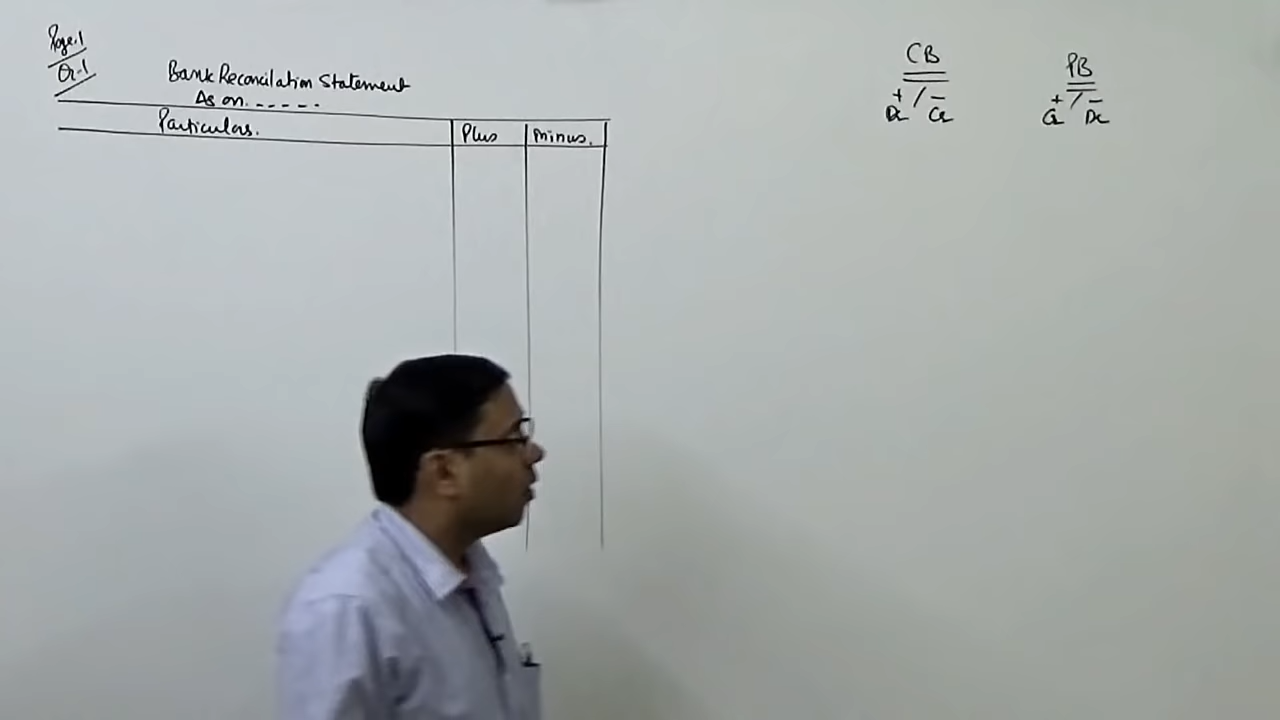 Page.1
Q-1
Bank Reconcilation Statement
As on. - - - - -
Particulars.
Plus
Minus.
CB
+ / -
Dr Cr
PB
+ / -
Cr Dr